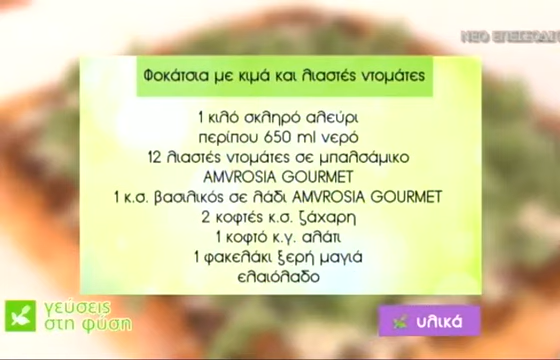 ΝΕΟ ΕΠΕΙΣΟΔΙΟ
Φοκάτσια με κιμά και λιαστές ντομάτες
1 κιλό σκληρό αλεύρι
περίπου 650 ml νερό
12 λιαστές ντομάτες σε μπαλσάμικο
AMVROSIA GOURMET
1 κ.σ. βασιλικός σε λάδι AMVROSIA GOURMET
2 κοφτές κ.σ. ζάχαρη
1 κοφτό κ.γ. αλάτι
1 φακελάκι ξερή μαγιά
ελαιόλαδο
γεύσεις
στη φύση
υλικά